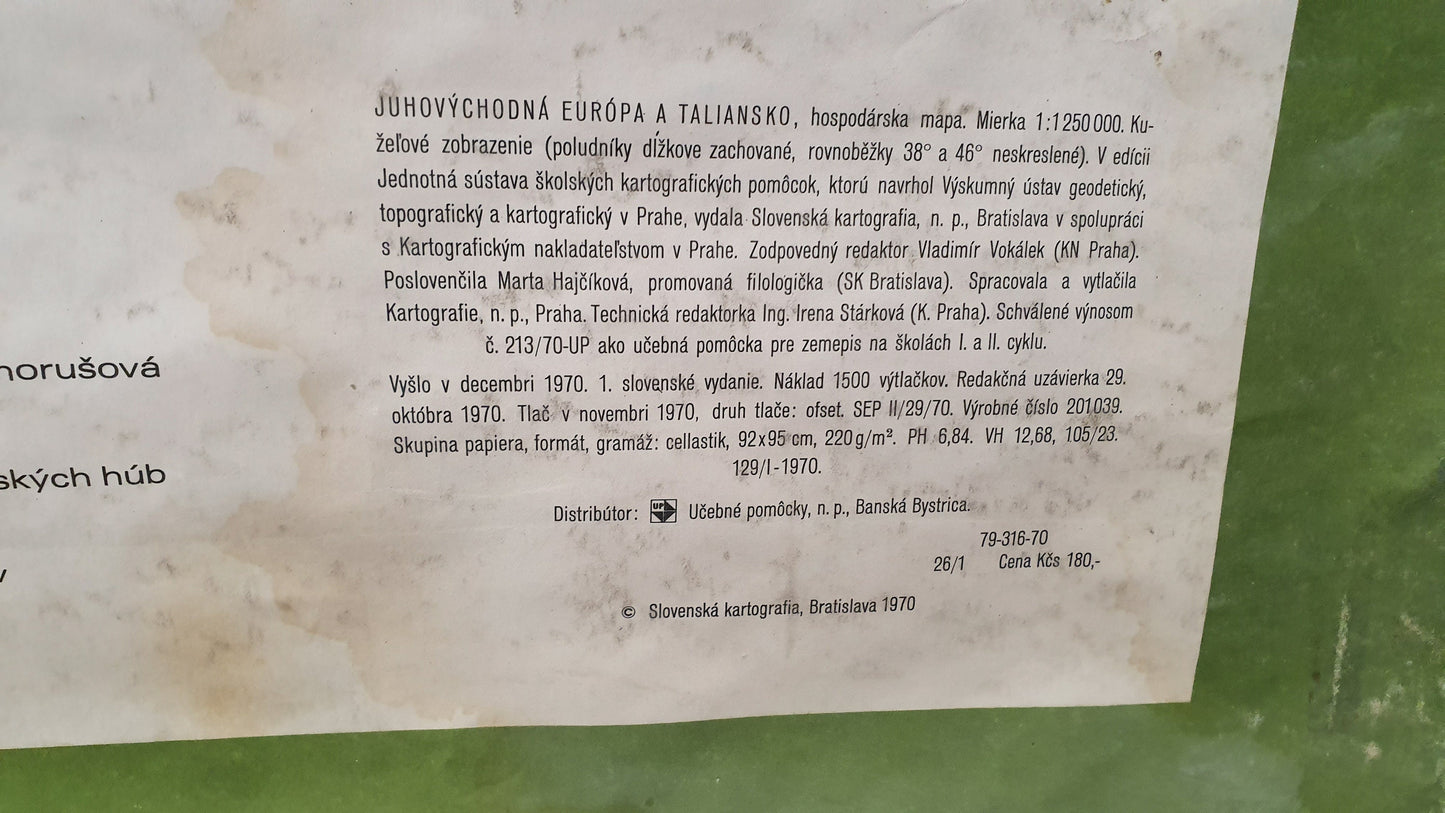 JUHOVÝCHODNÁ EURÓPA A TALIANSKO, hospodárska mapa. Mierka 1:1 250 000. Ku-
žeľové zobrazenie (poludníky dĺžkove zachované, rovnobežky 38° a 46° neskreslené). V edícii
Jednotná sústava školských kartografických pomôcok, ktorú navrhol Výskumný ústav geodetický,
topografický a kartografický v Prahe, vydala Slovenská kartografia, n. p., Bratislava v spolupráci
s Kartografickým nakladateľstvom v Prahe. Zodpovedný redaktor Vladimír Vokálek (KN Praha).
Poslovenčila Marta Hajčíková, promovaná filologička (SK Bratislava). Spracovala a vytlačila
Kartografie, n. p., Praha. Technická redaktorka Ing. Irena Stárková (K. Praha). Schválené výnosom
č. 213/70-UP ako učebná pomôcka pre zemepis na školách I. a II. cyklu.
Vyšlo v decembri 1970. 1. slovenské vydanie. Náklad 1500 výtlačkov. Redakčná uzávierka 29.
októbra 1970. Tlač v novembri 1970, druh tlače: ofset. SEP II/29/70. Výrobné číslo 201039.
Skupina papiera, formát, gramáž: cellastik, 92x95 cm, 220 g/m². PH 6,84. VH 12,68, 105/23.
129/I-1970.
Distribútor: UP Učebné pomôcky, n. p., Banská Bystrica.
79-316-70
26/1 Cena Kčs 180,-
© Slovenská kartografia, Bratislava 1970
horušová
ských húb